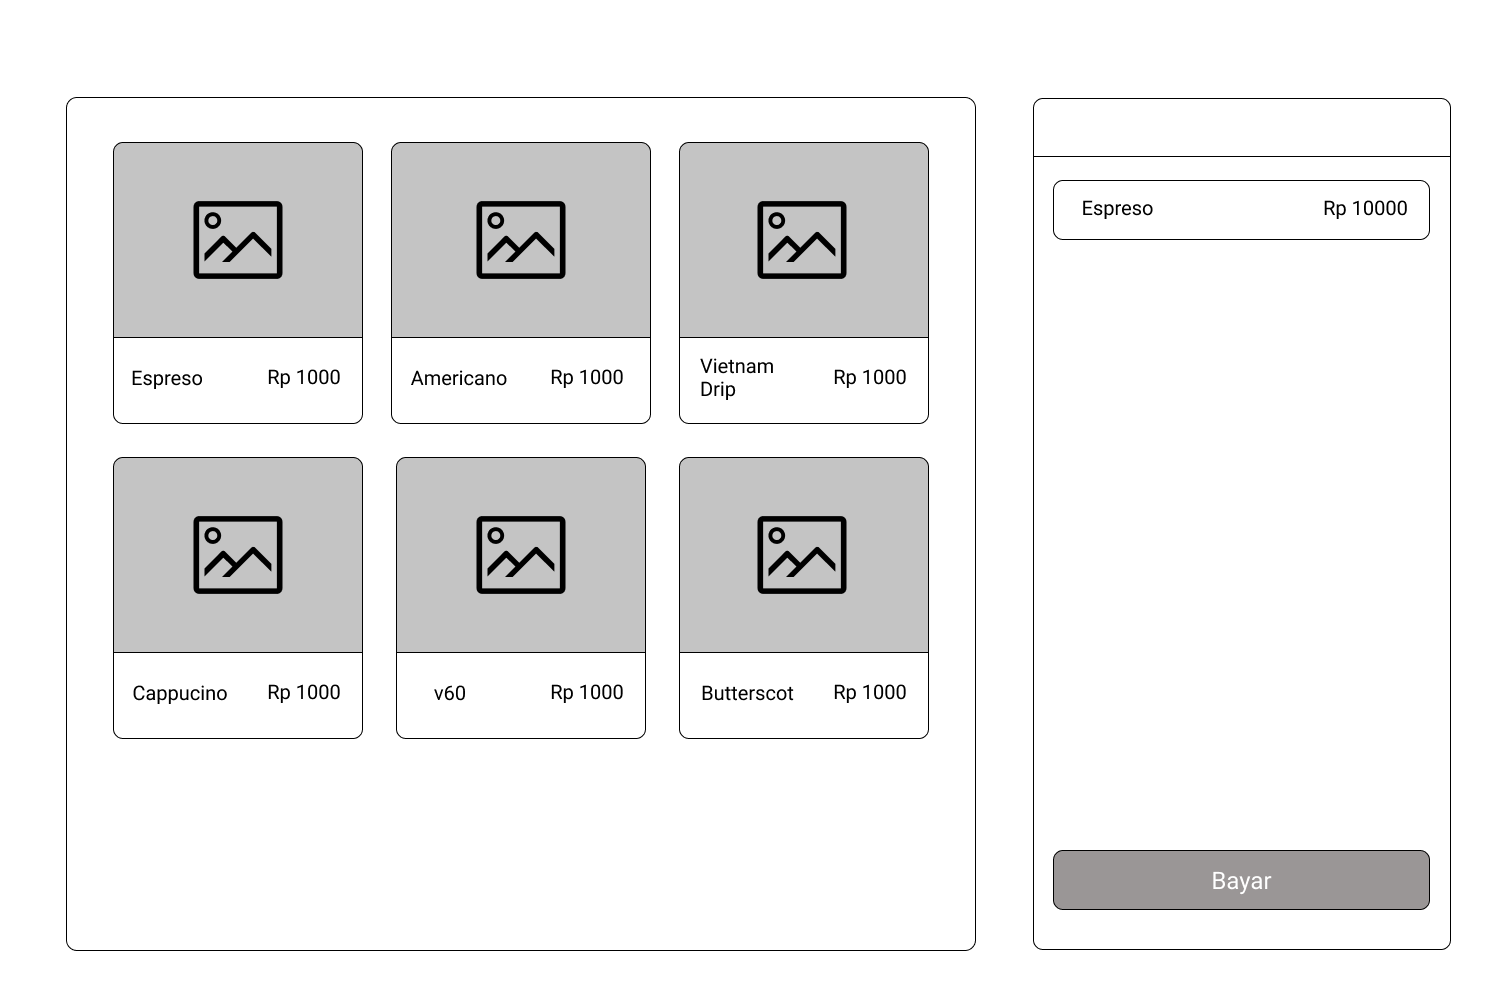 Espreso Rp 1000
Americano Rp 1000
Vietnam
Drip Rp 1000
Cappucino Rp 1000
v60 Rp 1000
Butterscot Rp 1000
Espreso Rp 10000
Bayar